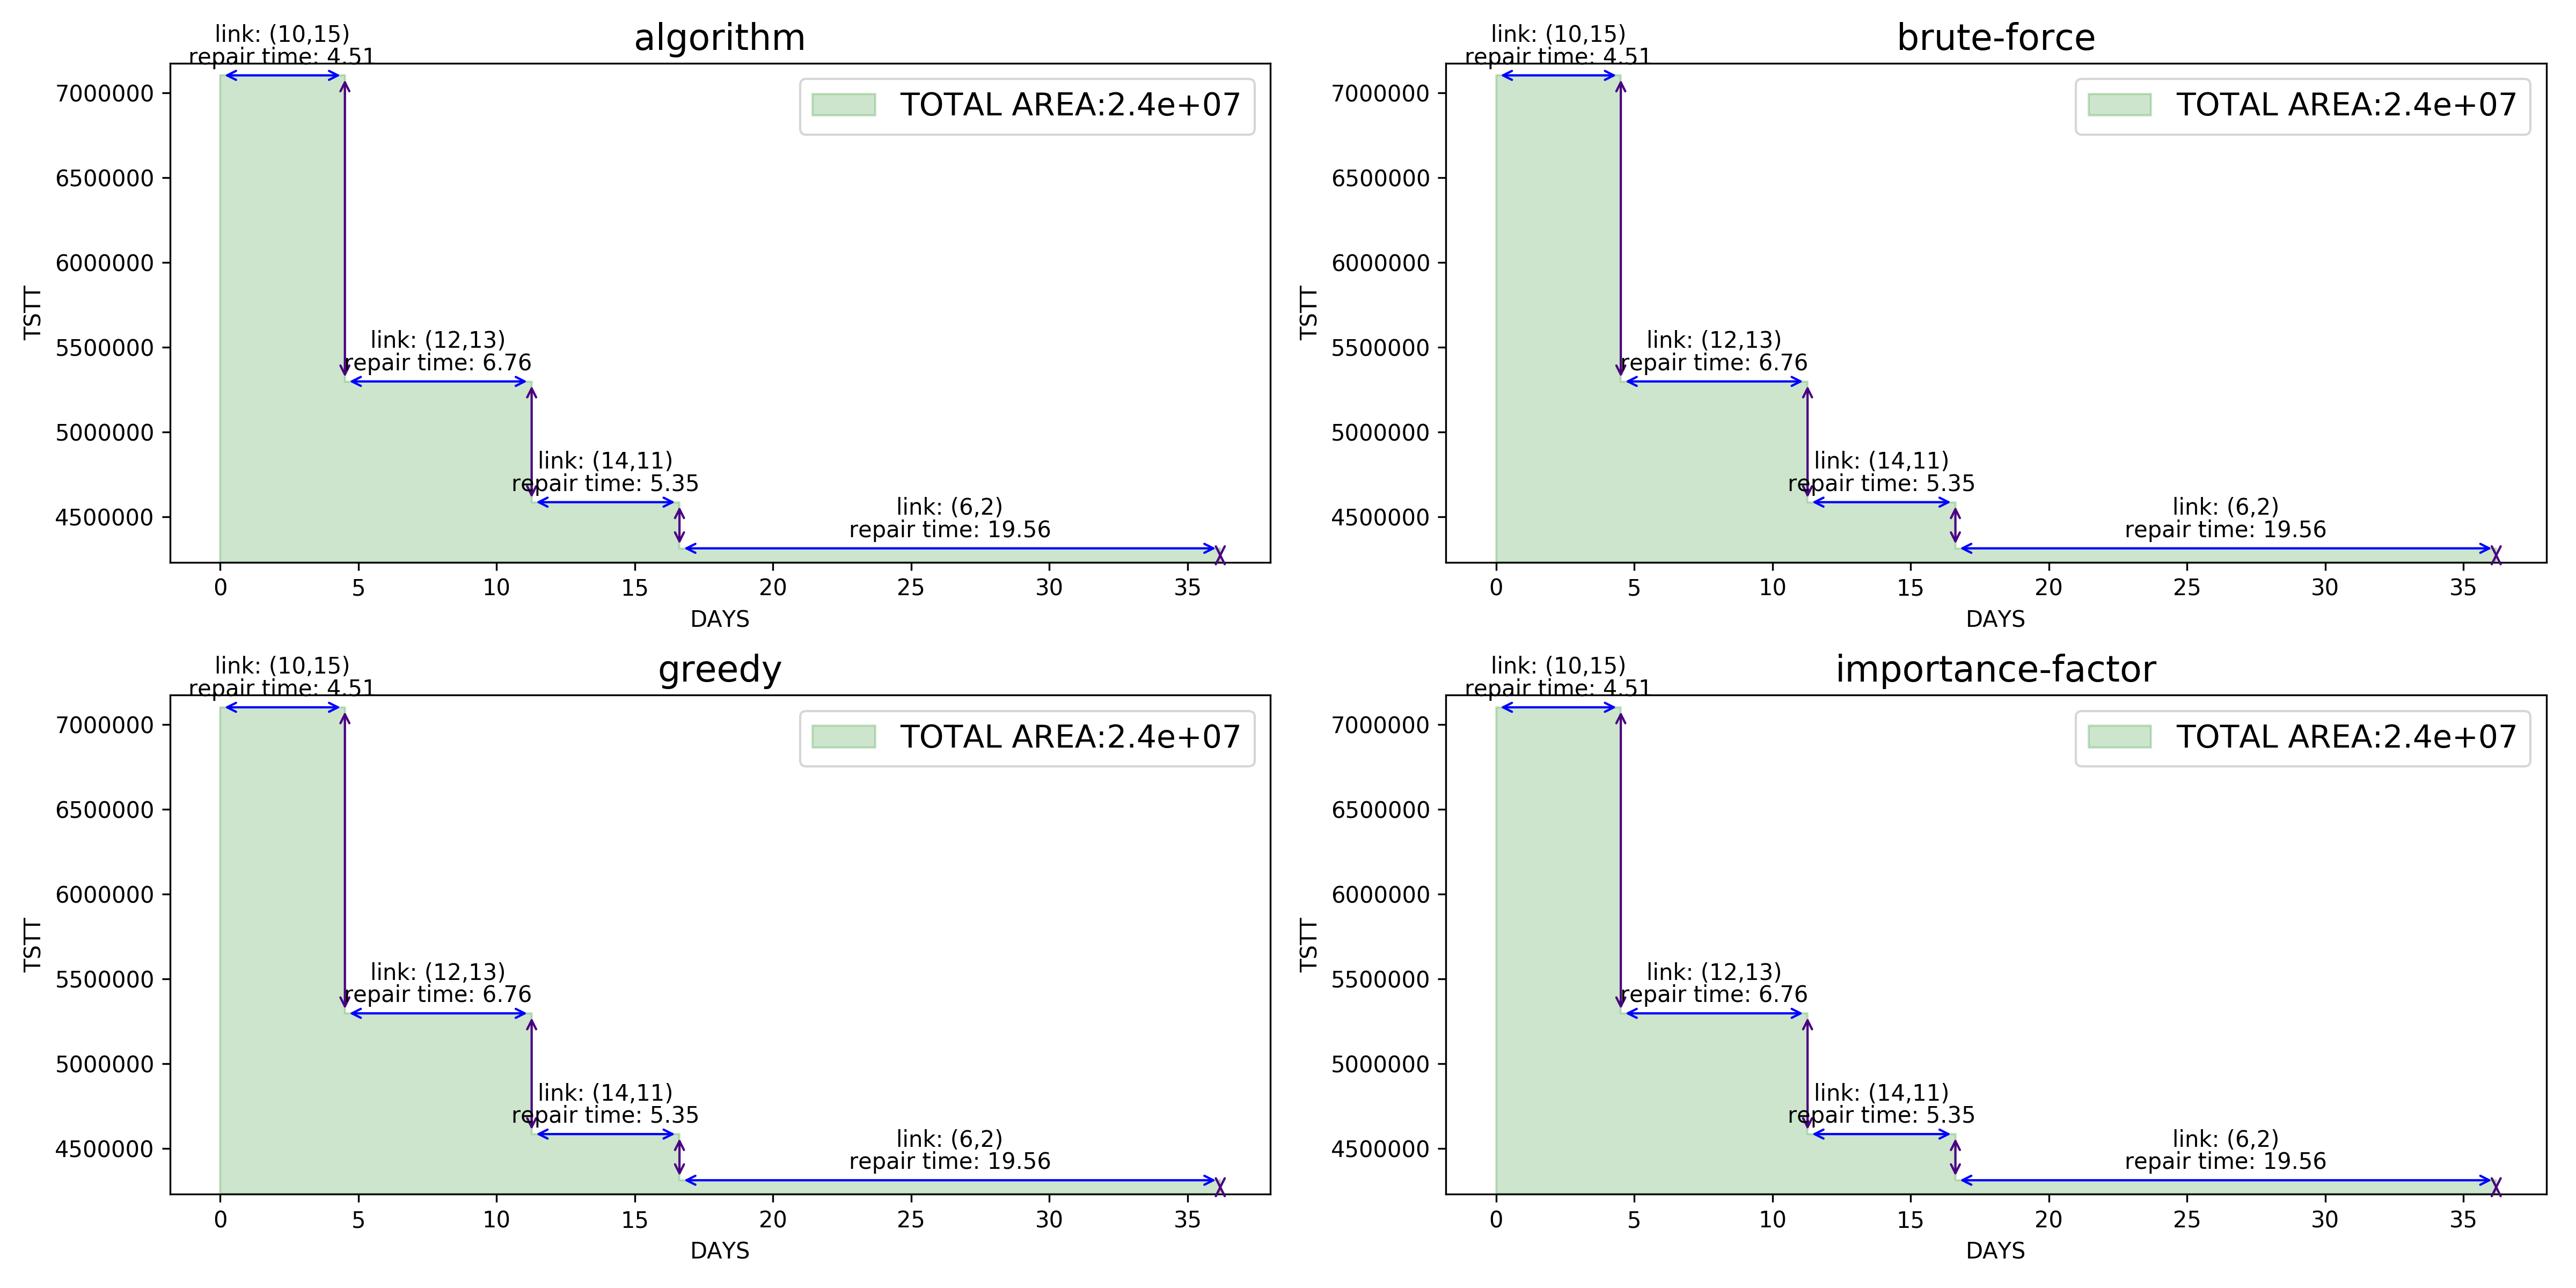 algorithm
link: (10,15)
repair time: 4.51
TOTAL AREA:2.4e+07
7000000
6500000
6000000
5500000
5000000
4500000
TSTT
link: (12,13)
repair time: 6.76
link: (14,11)
repair time: 5.35
link: (6,2)
repair time: 19.56
0 5 10 15 20 25 30 35
DAYS
brute-force
link: (10,15)
repair time: 4.51
TOTAL AREA:2.4e+07
7000000
6500000
6000000
5500000
5000000
4500000
TSTT
link: (12,13)
repair time: 6.76
link: (14,11)
repair time: 5.35
link: (6,2)
repair time: 19.56
0 5 10 15 20 25 30 35
DAYS
greedy
link: (10,15)
repair time: 4.51
TOTAL AREA:2.4e+07
7000000
6500000
6000000
5500000
5000000
4500000
TSTT
link: (12,13)
repair time: 6.76
link: (14,11)
repair time: 5.35
link: (6,2)
repair time: 19.56
0 5 10 15 20 25 30 35
DAYS
importance-factor
link: (10,15)
repair time: 4.51
TOTAL AREA:2.4e+07
7000000
6500000
6000000
5500000
5000000
4500000
TSTT
link: (12,13)
repair time: 6.76
link: (14,11)
repair time: 5.35
link: (6,2)
repair time: 19.56
0 5 10 15 20 25 30 35
DAYS